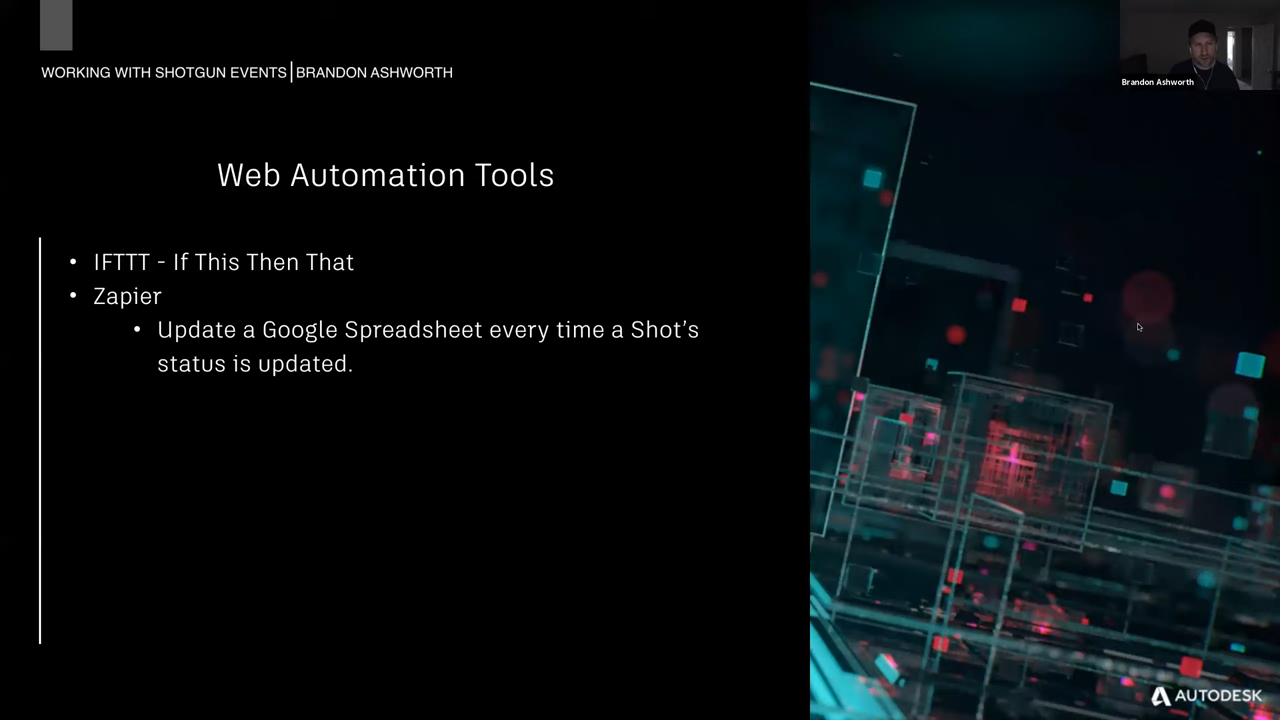 WORKING WITH SHOTGUN EVENTS|BRANDON ASHWORTH
Brandon Ashworth
Web Automation Tools
• IFTTT - If This Then That
• Zapier
• Update a Google Spreadsheet every time a Shot's
status is updated.
AUTODESK